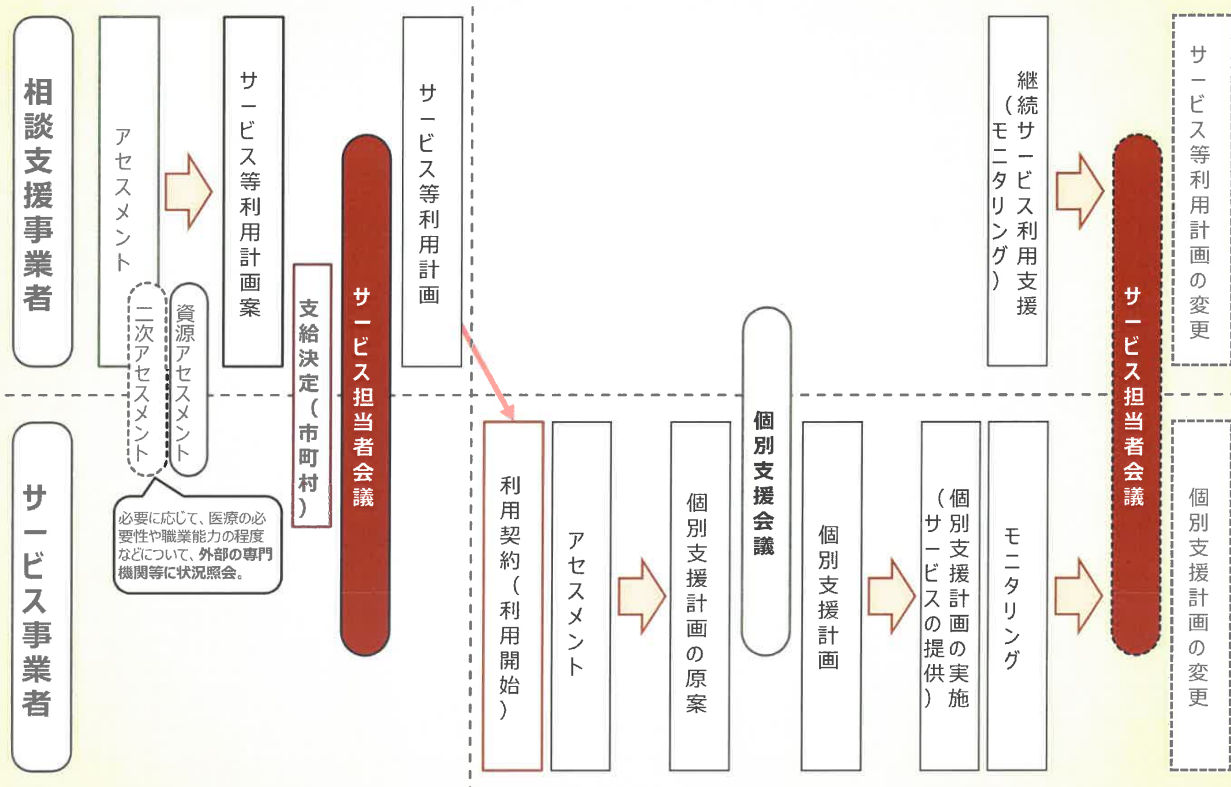 相談支援事業者
アセスメント
二次アセスメント
資源アセスメント
サービス等利用計画案
支給決定(市町村)
サービス担当者会議
サービス等利用計画
継続サービス利用支援
(モニタリング)
サービス担当者会議
サービス等利用計画の変更
サービス事業者
必要に応じて、医療の必
要性や職業能力の程度
などについて、外部の専門
機関等に状況照会。
利用契約(利用開始)
アセスメント
個別支援計画の原案
個別支援会議
個別支援計画
個別支援計画の実施
(サービスの提供)
モニタリング
個別支援計画の変更